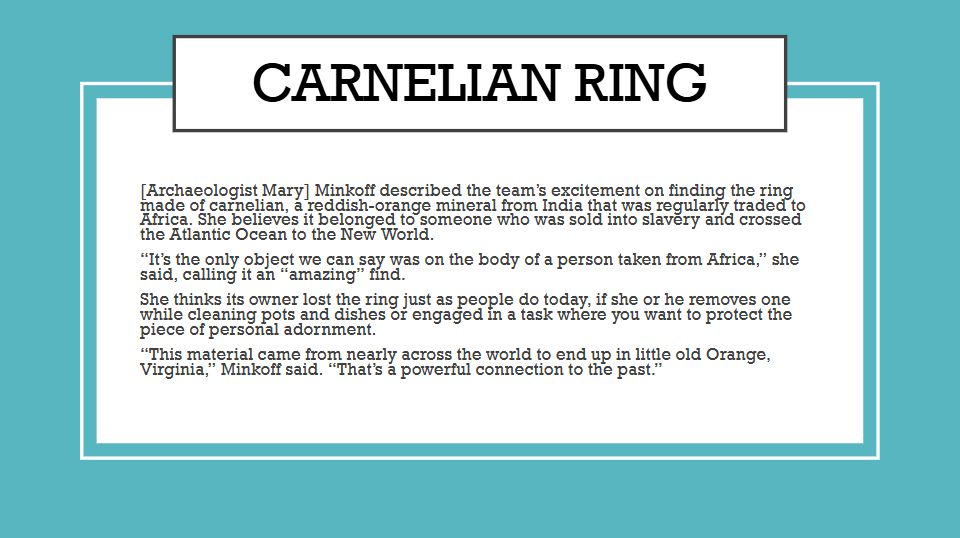 CARNELIAN RING
[Archaeologist Mary] Minkoff described the team’s excitement on finding the ring
made of carnelian, a reddish-orange mineral from India that was regularly traded to
Africa. She believes it belonged to someone who was sold into slavery and crossed
the Atlantic Ocean to the New World.
“It’s the only object we can say was on the body of a person taken from Africa,” she
said, calling it an “amazing” find.
She thinks its owner lost the ring just as people do today, if she or he removes one
while cleaning pots and dishes or engaged in a task where you want to protect the
piece of personal adornment.
“This material came from nearly across the world to end up in little old Orange,
Virginia,” Minkoff said. “That’s a powerful connection to the past.”